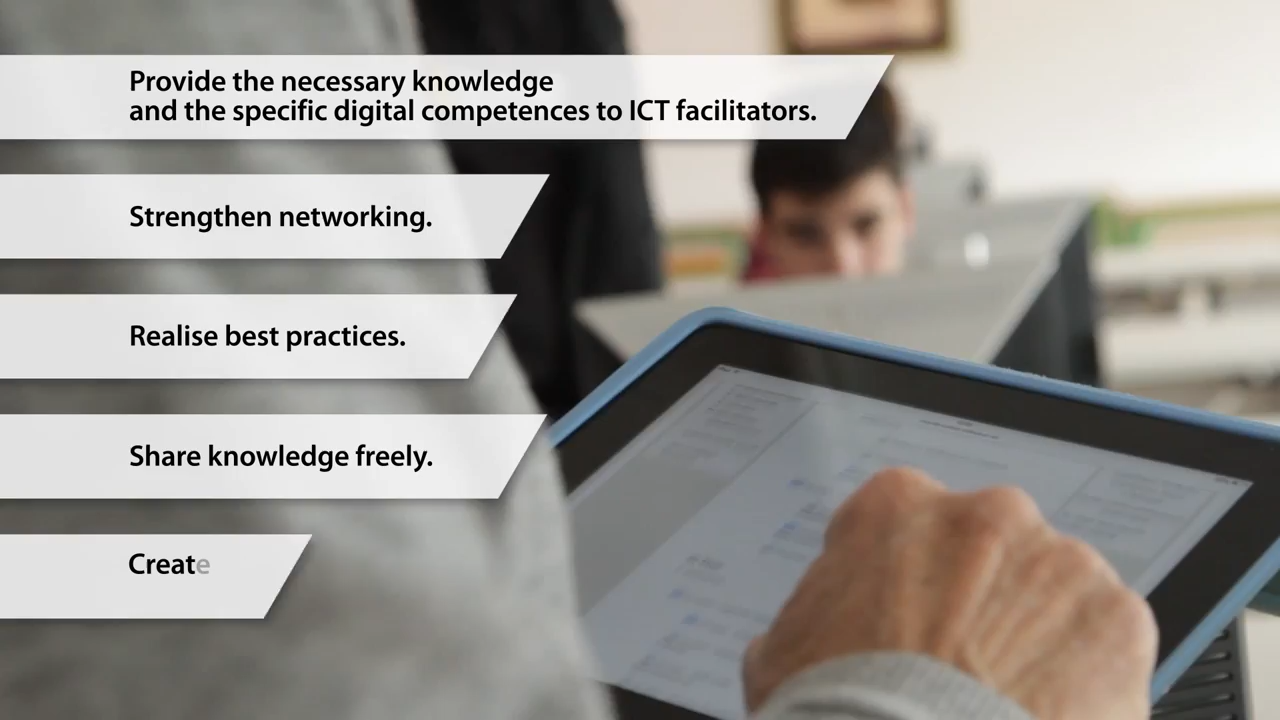 Provide the necessary knowledge
and the specific digital competences to ICT facilitators.
Strengthen networking.
Realise best practices.
Share knowledge freely.
Create